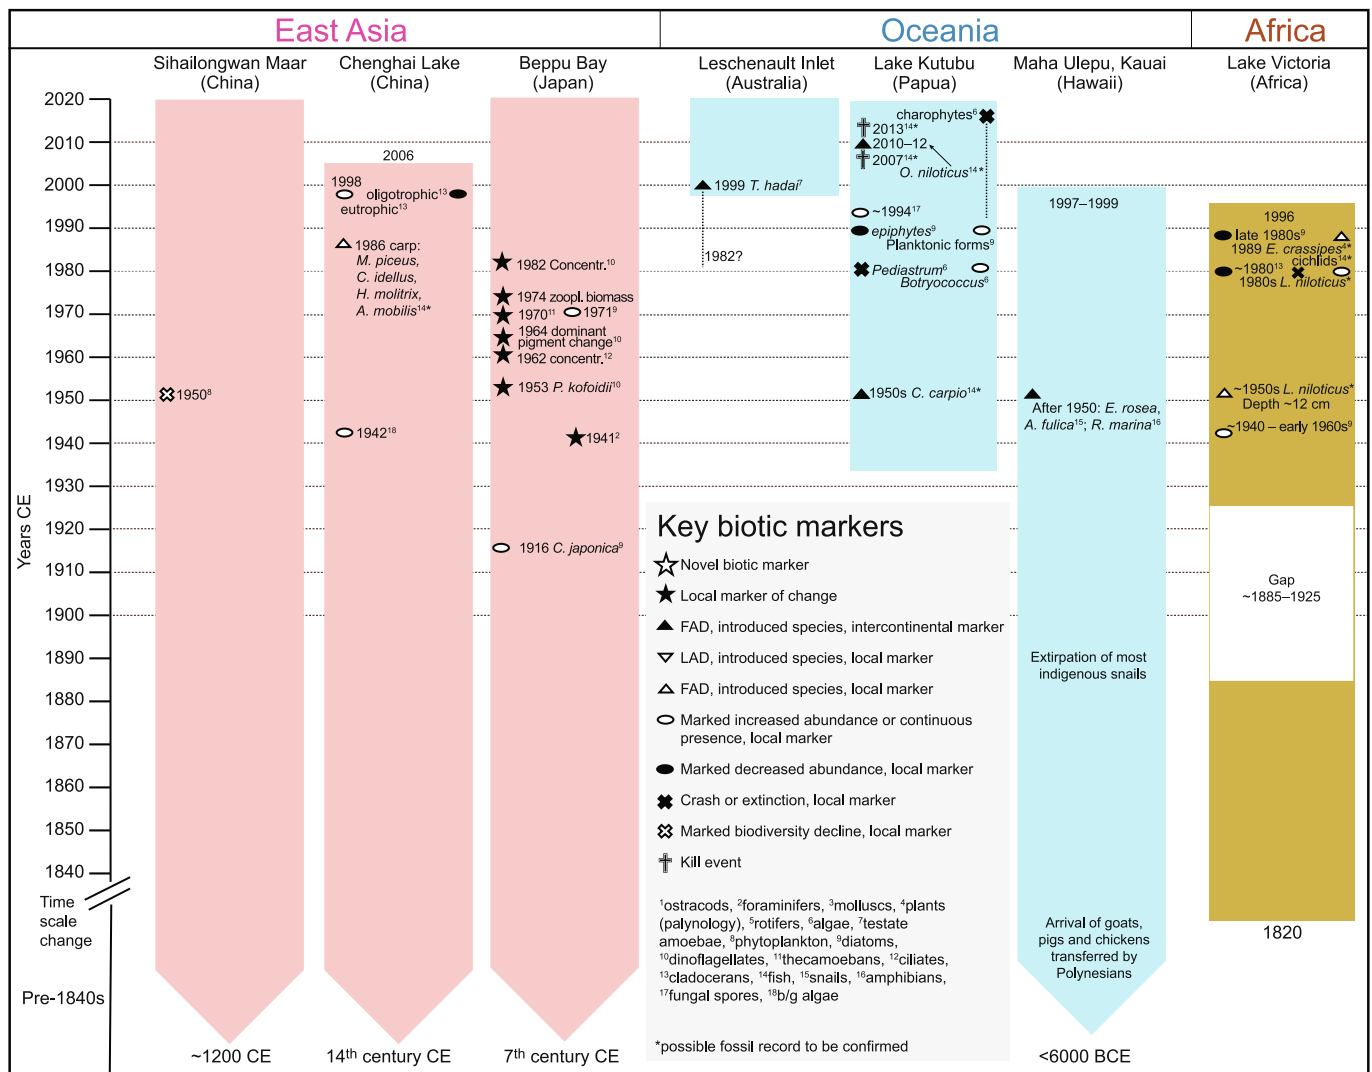 East Asia
Oceania
Africa
Sihailongwan Maar
(China)
Chenghai Lake
(China)
Beppu Bay
(Japan)
Leschenault Inlet
(Australia)
Lake Kutubu
(Papua)
Maha Ulepu, Kauai
(Hawaii)
Lake Victoria
(Africa)
Years CE
2020
2010
2000
1990
1980
1970
1960
1950
1940
1930
1920
1910
1900
1890
1880
1870
1860
1850
1840
Time
scale
change
Pre-1840s
1950⁸
~1200 CE
2006
1998
oligotrophic¹³
eutrophic¹³
1986 carp:
M. piceus,
C. idellus,
H. molitrix,
A. mobilis¹⁴*
1942¹⁸
14th century CE
1982 Concentr.¹⁰
1974 zoopl. biomass
1970¹¹
1971⁹
1964 dominant
pigment change¹⁰
1962 concentr.¹²
1953 P. kofoidii¹⁰
1941²
1916 C. japonica⁹
7th century CE
1999 T. hadai⁷
1982?
charophytes⁶
2013¹⁴*
2010–12
2007¹⁴*
O. niloticus¹⁴*
~1994¹⁷
epiphytes⁹
Planktonic forms⁹
Pediastrum⁶
Botryococcus⁶
1950s C. carpio¹⁴*
1997–1999
After 1950: E. rosea,
A. fulica¹⁵; R. marina¹⁶
Extirpation of most
indigenous snails
Arrival of goats,
pigs and chickens
transferred by
Polynesians
<6000 BCE
1996
late 1980s⁹
1989 E. crassipes⁴*
cichlids¹⁴*
~1980¹³
1980s L. niloticus*
~1950s L. niloticus*
Depth ~12 cm
~1940 – early 1960s⁹
Gap
~1885–1925
1820
Key biotic markers
Novel biotic marker
Local marker of change
FAD, introduced species, intercontinental marker
LAD, introduced species, local marker
FAD, introduced species, local marker
Marked increased abundance or continuous
presence, local marker
Marked decreased abundance, local marker
Crash or extinction, local marker
Marked biodiversity decline, local marker
Kill event
¹ostracods, ²foraminifers, ³molluscs, ⁴plants
(palynology), ⁵rotifers, ⁶algae, ⁷testate
amoebae, ⁸phytoplankton, ⁹diatoms,
¹⁰dinoflagellates, ¹¹thecamoebans, ¹²ciliates,
¹³cladocerans, ¹⁴fish, ¹⁵snails, ¹⁶amphibians,
¹⁷fungal spores, ¹⁸b/g algae
*possible fossil record to be confirmed